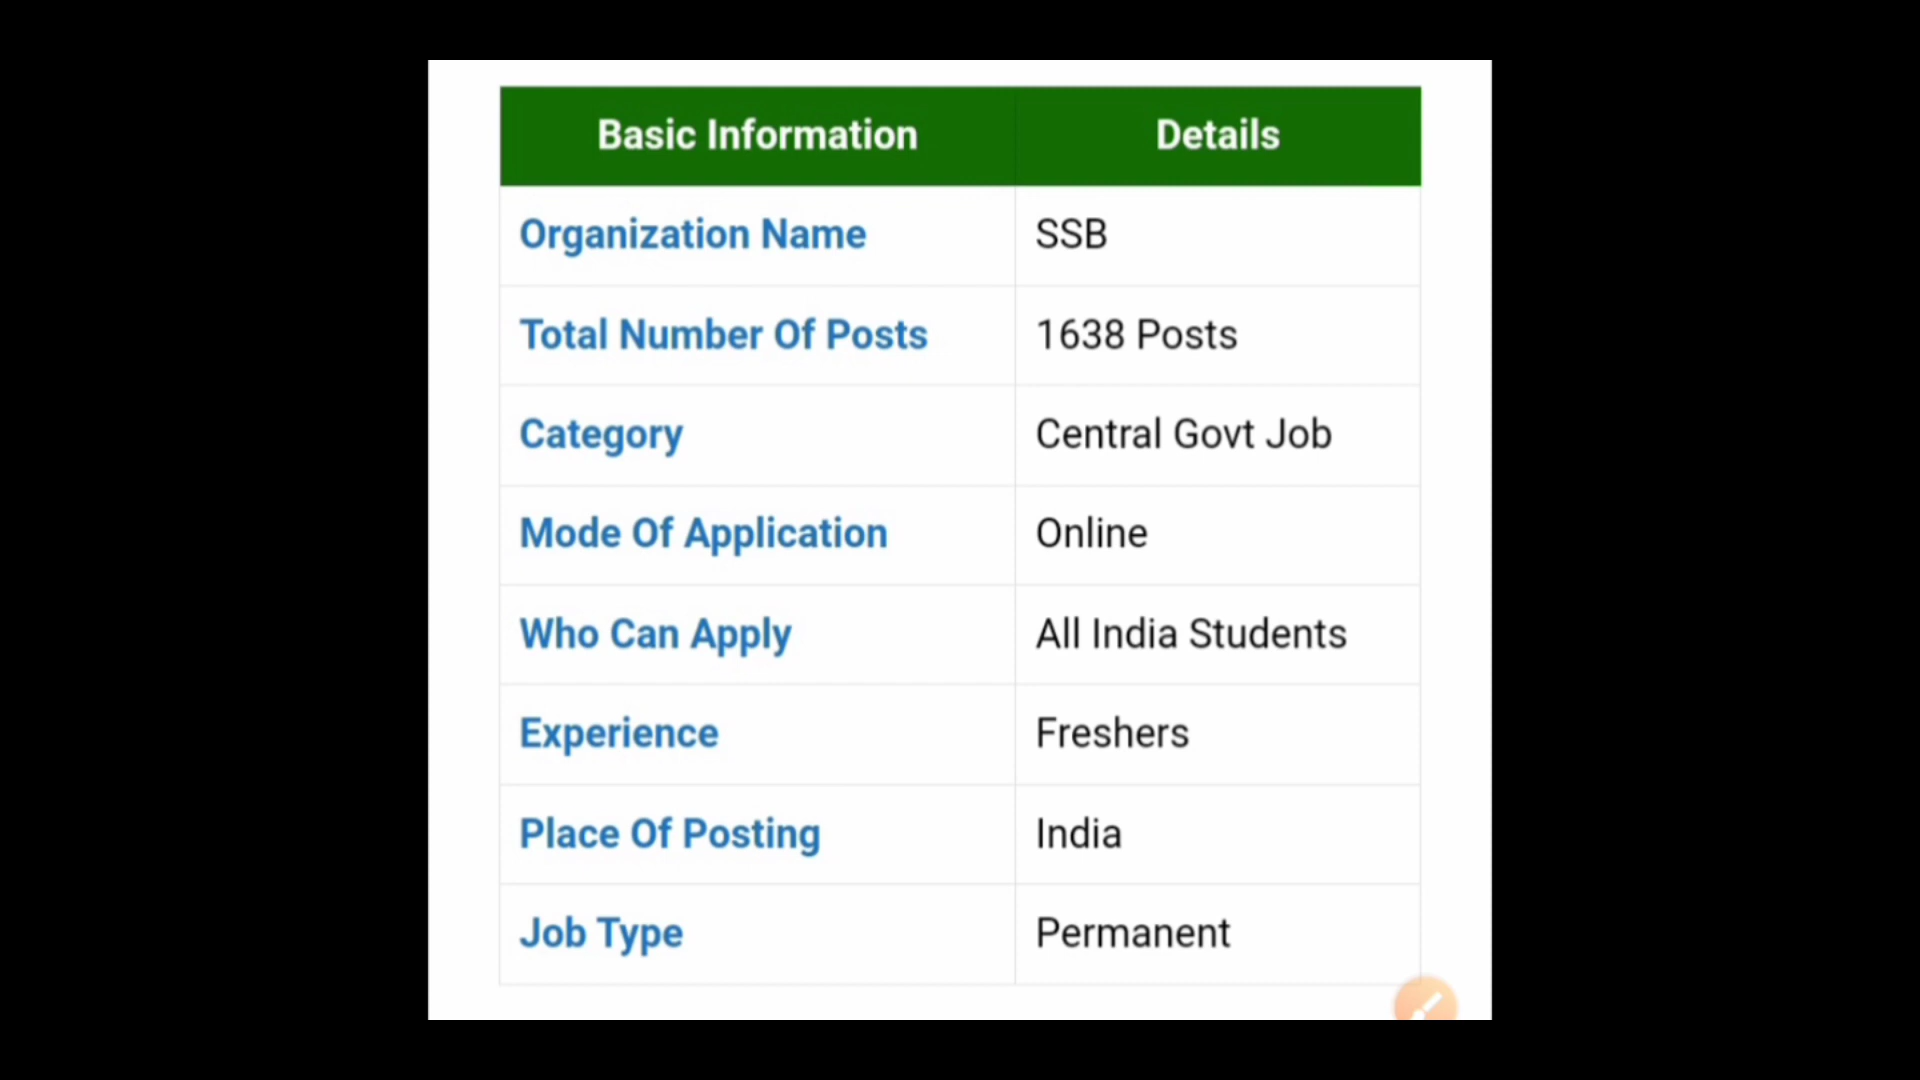 Basic Information Details
Organization Name SSB
Total Number Of Posts 1638 Posts
Category Central Govt Job
Mode Of Application Online
Who Can Apply All India Students
Experience Freshers
Place Of Posting India
Job Type Permanent